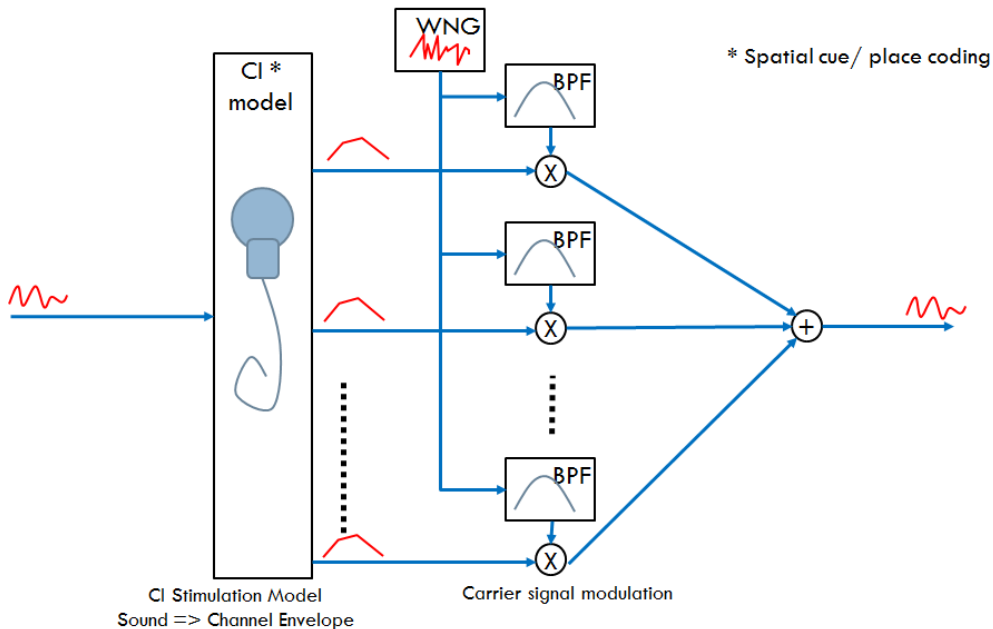 WNG
* Spatial cue/ place coding
CI *
model
BPF
X
BPF
X
+
BPF
X
CI Stimulation Model
Sound => Channel Envelope
Carrier signal modulation